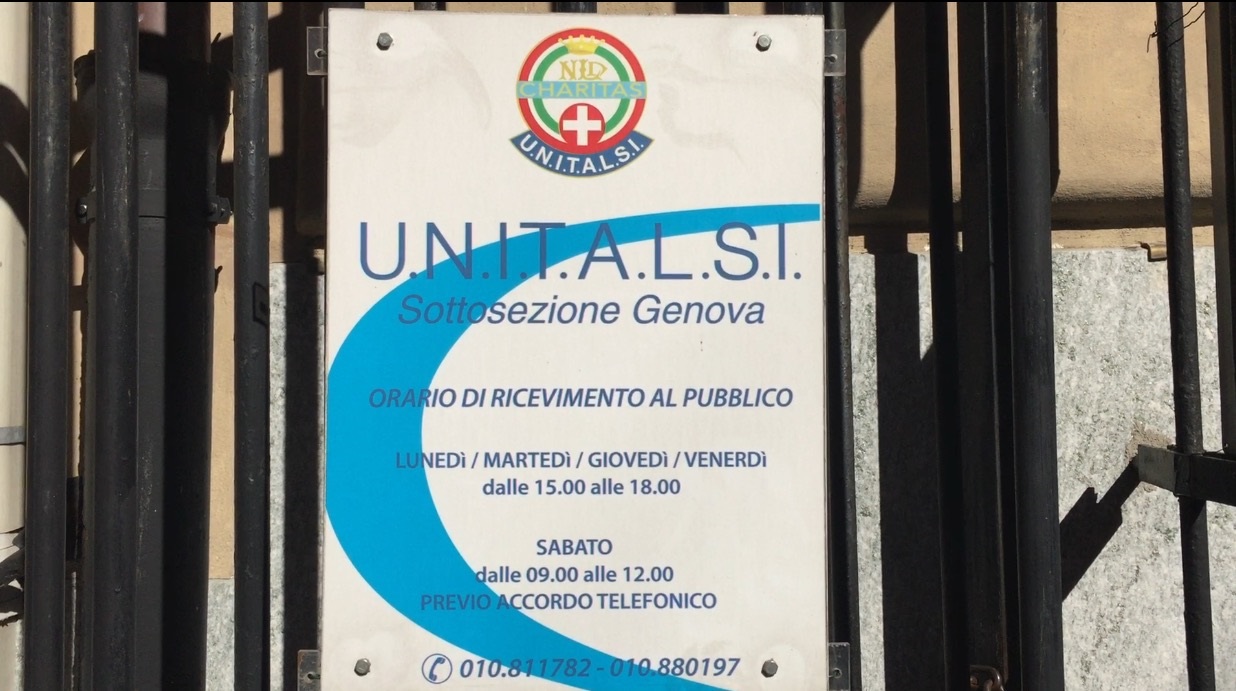 NLD
CHARITAS
U.N.I.T.A.L.S.I.
U.N.I.T.A.L.S.I.
Sottosezione Genova
ORARIO DI RICEVIMENTO AL PUBBLICO
LUNEDì / MARTEDì / GIOVEDì / VENERDì
dalle 15.00 alle 18.00
SABATO
dalle 09.00 alle 12.00
PREVIO ACCORDO TELEFONICO
010.811782 - 010.880197